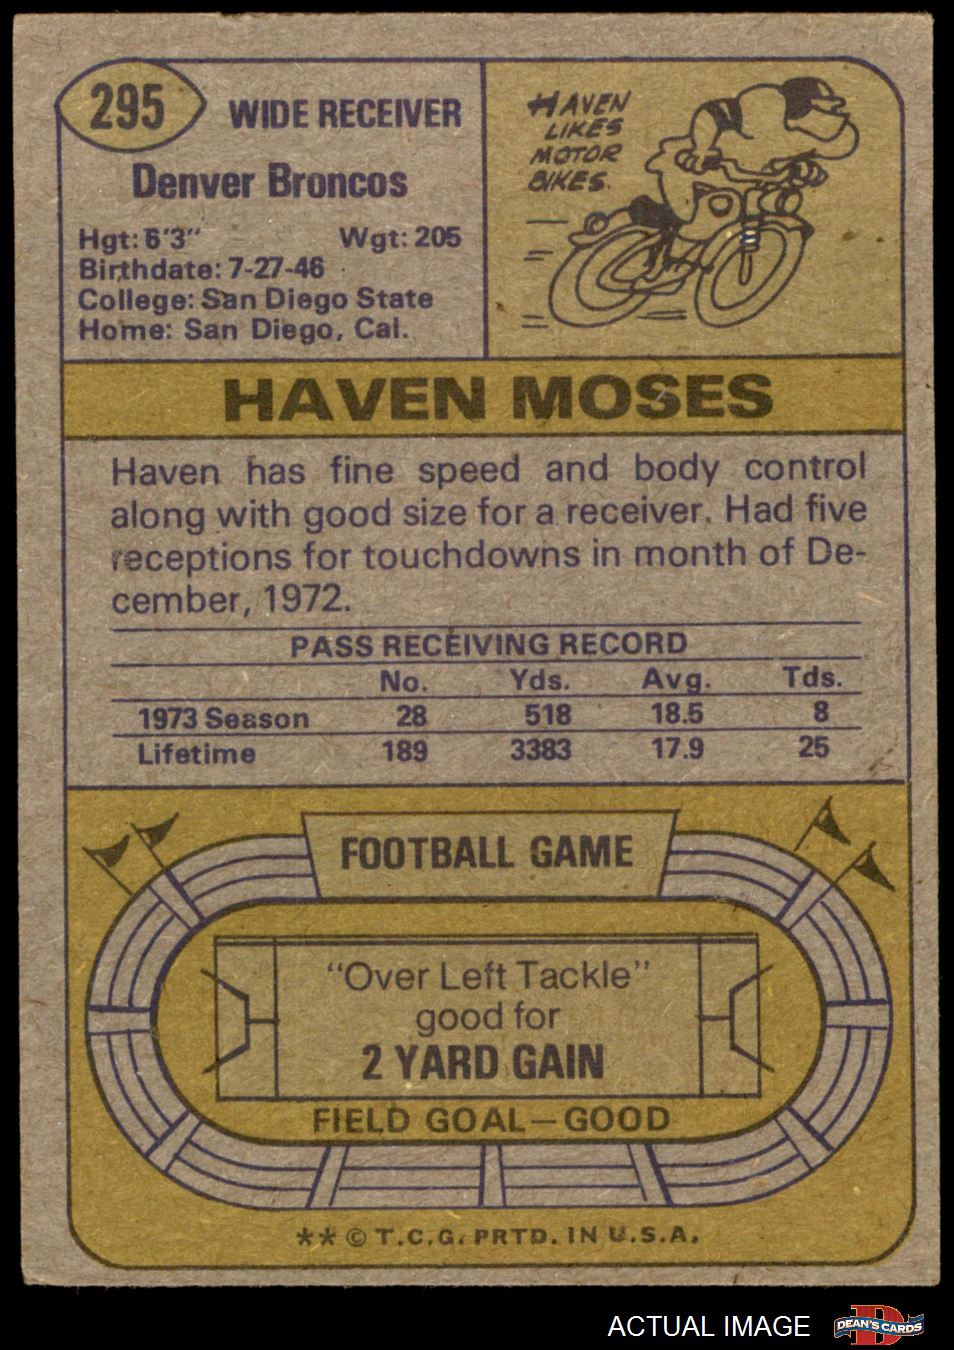 295
WIDE RECEIVER
Denver Broncos
Hgt: 6'3" Wgt: 205
Birthdate: 7-27-46
College: San Diego State
Home: San Diego, Cal.
HAVEN
LIKES
MOTOR
BIKES.
HAVEN MOSES
Haven has fine speed and body control
along with good size for a receiver. Had five
receptions for touchdowns in month of De-
cember, 1972.
PASS RECEIVING RECORD
No. Yds. Avg. Tds.
1973 Season 28 518 18.5 8
Lifetime 189 3383 17.9 25
FOOTBALL GAME
"Over Left Tackle"
good for
2 YARD GAIN
FIELD GOAL—GOOD
** © T.C.G. PRTD. IN U.S.A.
ACTUAL IMAGE
D
DEAN'S CARDS